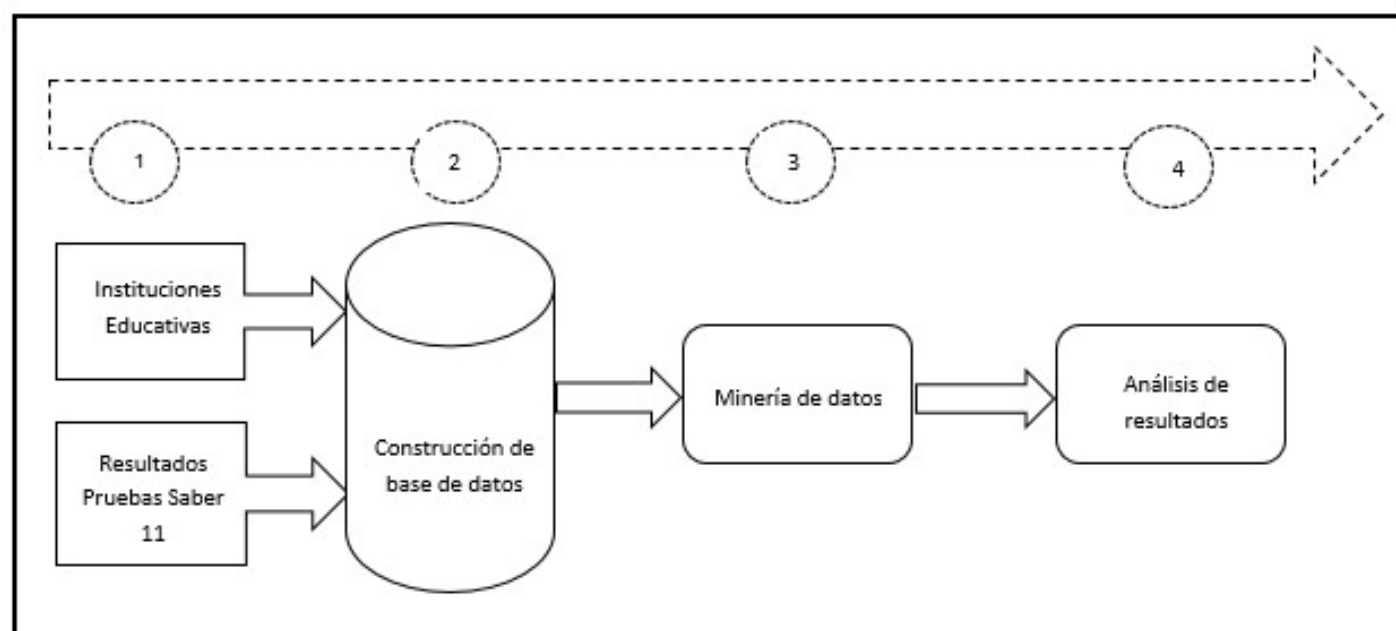 1
2
3
4
Instituciones
Educativas
Resultados
Pruebas Saber
11
Construcción de
base de datos
Minería de datos
Análisis de
resultados